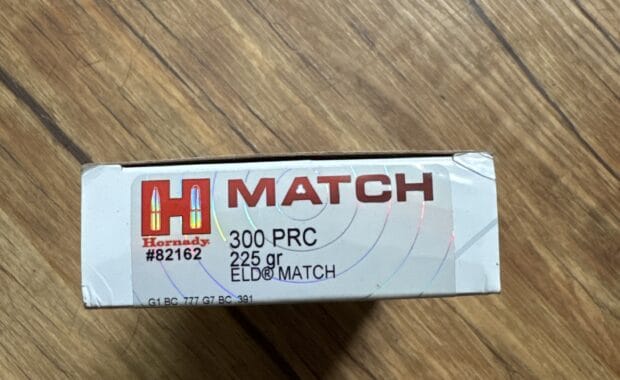 H MATCH
Hornady.
#82162
300 PRC
225 gr
ELD® MATCH
G1 BC .777 G7 BC .391